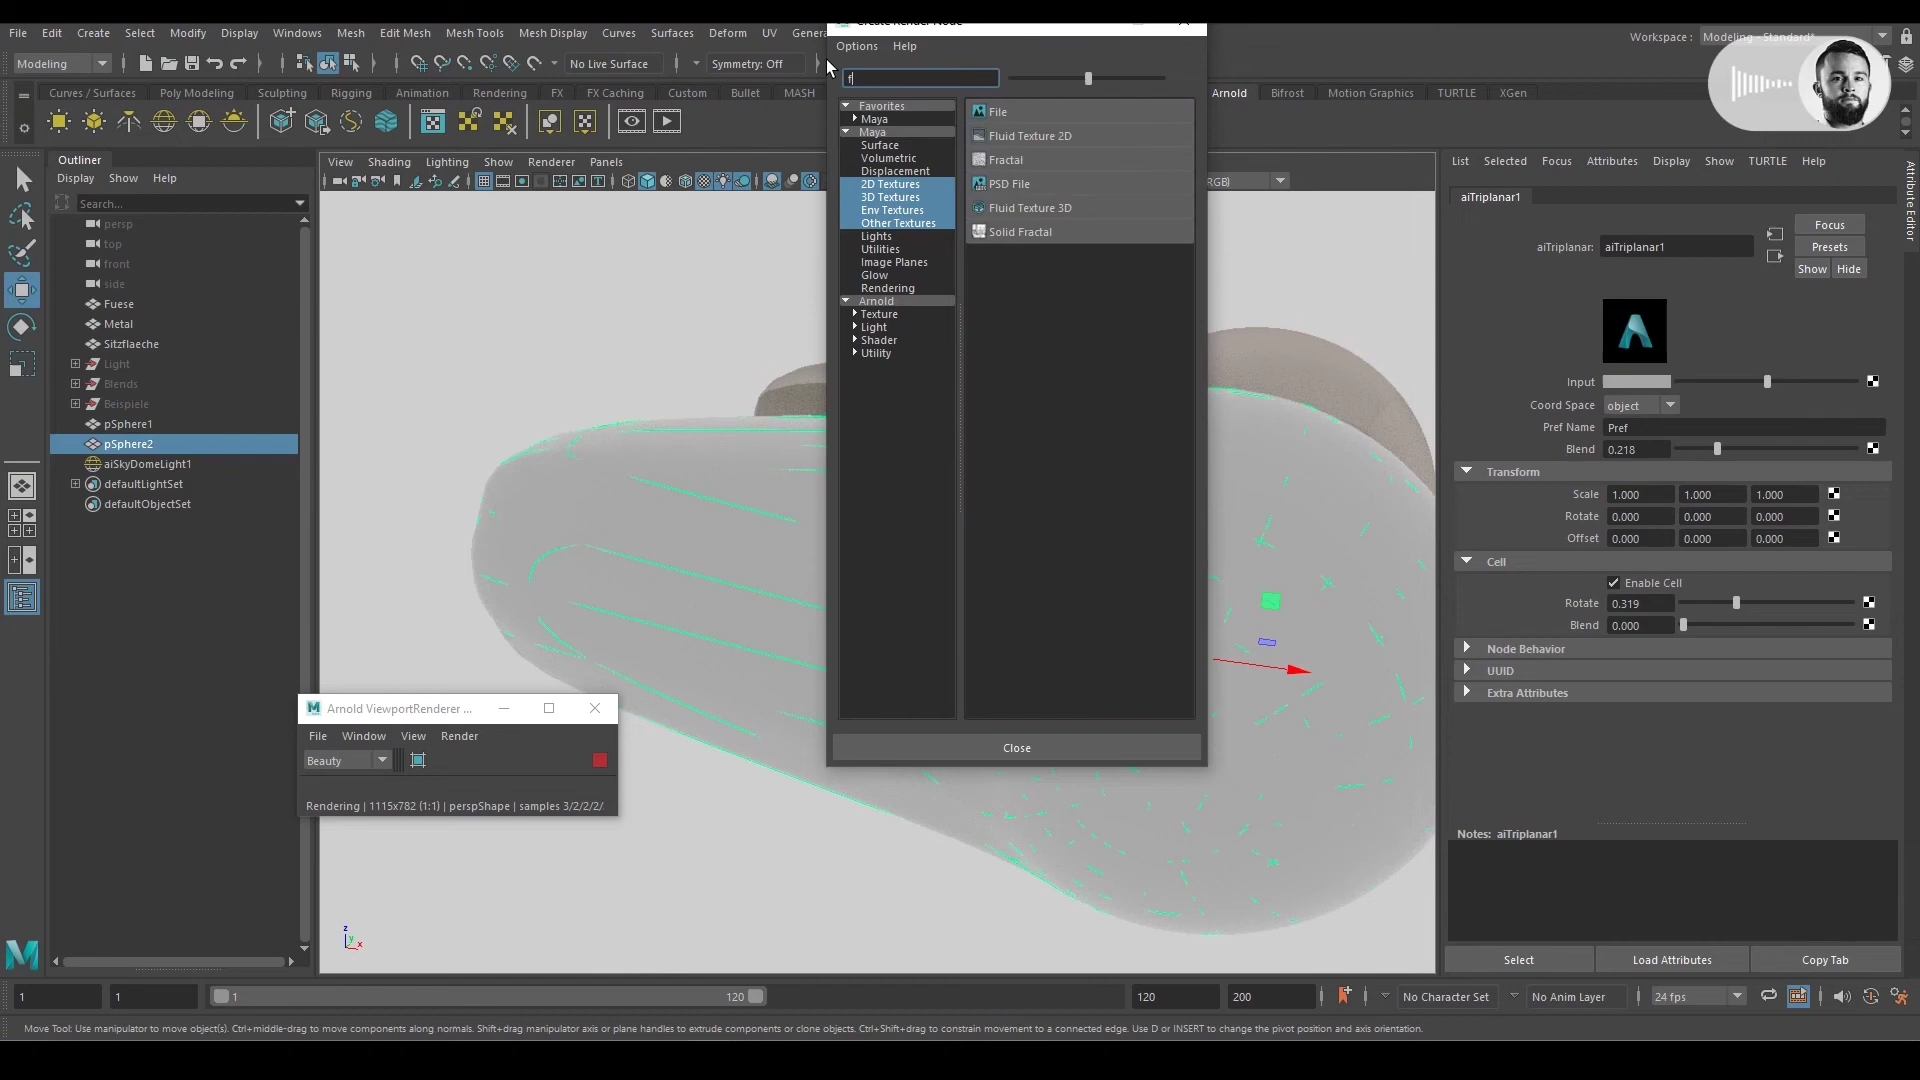 File Edit Create Select Modify Display Windows Mesh Edit Mesh Mesh Tools Mesh Display Curves Surfaces Deform UV Genera
Create Render Node
Workspace : Modeling - Standard*
Modeling
No Live Surface
Symmetry: Off
Options Help
f
Curves / Surfaces Poly Modeling Sculpting Rigging Animation Rendering FX FX Caching Custom Bullet MASH
Arnold Bifrost Motion Graphics TURTLE XGen
Favorites
Maya
Maya
Surface
Volumetric
Displacement
2D Textures
3D Textures
Env Textures
Other Textures
Lights
Utilities
Image Planes
Glow
Rendering
Arnold
Texture
Light
Shader
Utility
File
Fluid Texture 2D
Fractal
PSD File
Fluid Texture 3D
Solid Fractal
Close
Outliner
Display Show Help
Search...
persp
top
front
side
Fuese
Metal
Sitzflaeche
Light
Blends
Beispiele
pSphere1
pSphere2
aiSkyDomeLight1
defaultLightSet
defaultObjectSet
View Shading Lighting Show Renderer Panels
RGB)
List Selected Focus Attributes Display Show TURTLE Help
Attribute Editor
aiTriplanar1
aiTriplanar: aiTriplanar1
Focus
Presets
Show Hide
Input
Coord Space object
Pref Name Pref
Blend 0.218
Transform
Scale 1.000 1.000 1.000
Rotate 0.000 0.000 0.000
Offset 0.000 0.000 0.000
Cell
Enable Cell
Rotate 0.319
Blend 0.000
Node Behavior
UUID
Extra Attributes
Notes: aiTriplanar1
Select Load Attributes Copy Tab
M Arnold ViewportRenderer ...
File Window View Render
Beauty
Rendering | 1115x782 (1:1) | perspShape | samples 3/2/2/2/
z
y
x
M
1 1 1 120 120 200 No Character Set No Anim Layer 24 fps
Move Tool: Use manipulator to move object(s). Ctrl+middle-drag to move components along normals. Shift+drag manipulator axis or plane handles to extrude components or clone objects. Ctrl+Shift+drag to constrain movement to a connected edge. Use D or INSERT to change the pivot position and axis orientation.